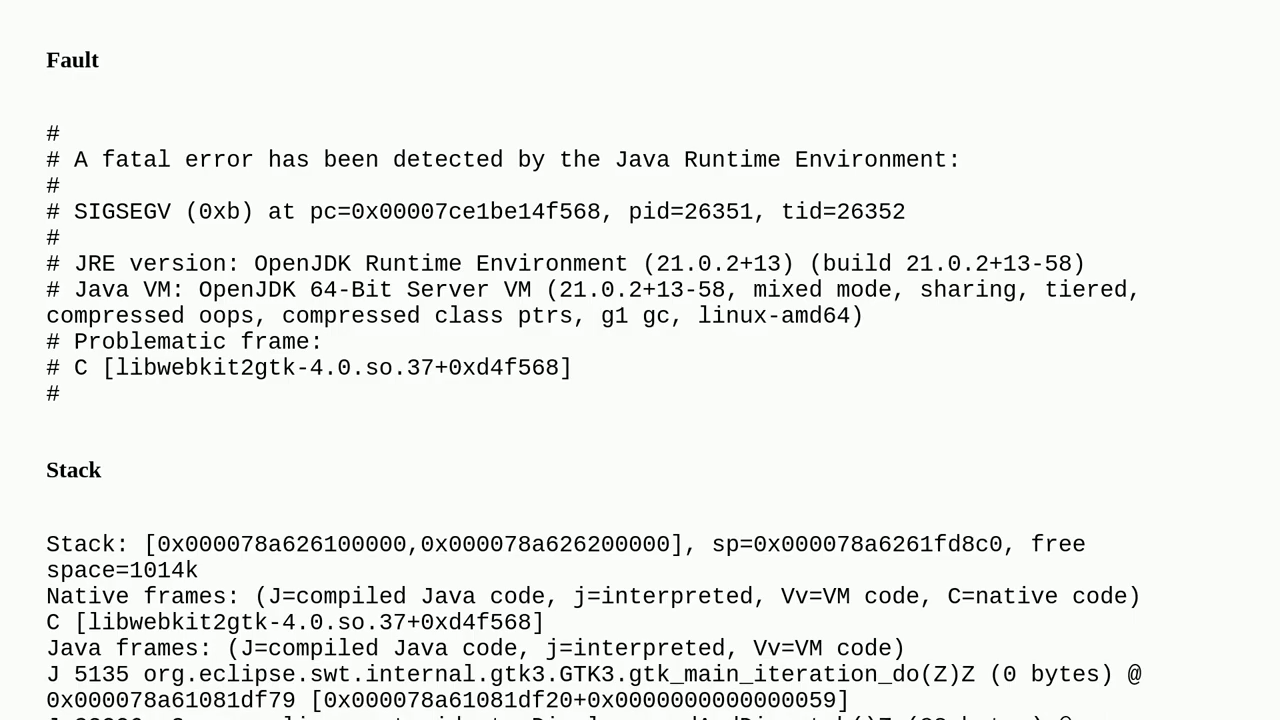 Fault
#
# A fatal error has been detected by the Java Runtime Environment:
#
# SIGSEGV (0xb) at pc=0x00007ce1be14f568, pid=26351, tid=26352
#
# JRE version: OpenJDK Runtime Environment (21.0.2+13) (build 21.0.2+13-58)
# Java VM: OpenJDK 64-Bit Server VM (21.0.2+13-58, mixed mode, sharing, tiered,
compressed oops, compressed class ptrs, g1 gc, linux-amd64)
# Problematic frame:
# C [libwebkit2gtk-4.0.so.37+0xd4f568]
#
Stack
Stack: [0x000078a626100000,0x000078a626200000], sp=0x000078a6261fd8c0, free
space=1014k
Native frames: (J=compiled Java code, j=interpreted, Vv=VM code, C=native code)
C [libwebkit2gtk-4.0.so.37+0xd4f568]
Java frames: (J=compiled Java code, j=interpreted, Vv=VM code)
J 5135 org.eclipse.swt.internal.gtk3.GTK3.gtk_main_iteration_do(Z)Z (0 bytes) @
0x000078a61081df79 [0x000078a61081df20+0x0000000000000059]